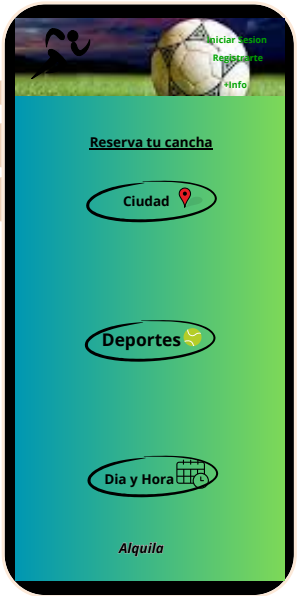 Iniciar Sesion
Registrarte
+Info
Reserva tu cancha
Ciudad
Deportes
Dia y Hora
Alquila